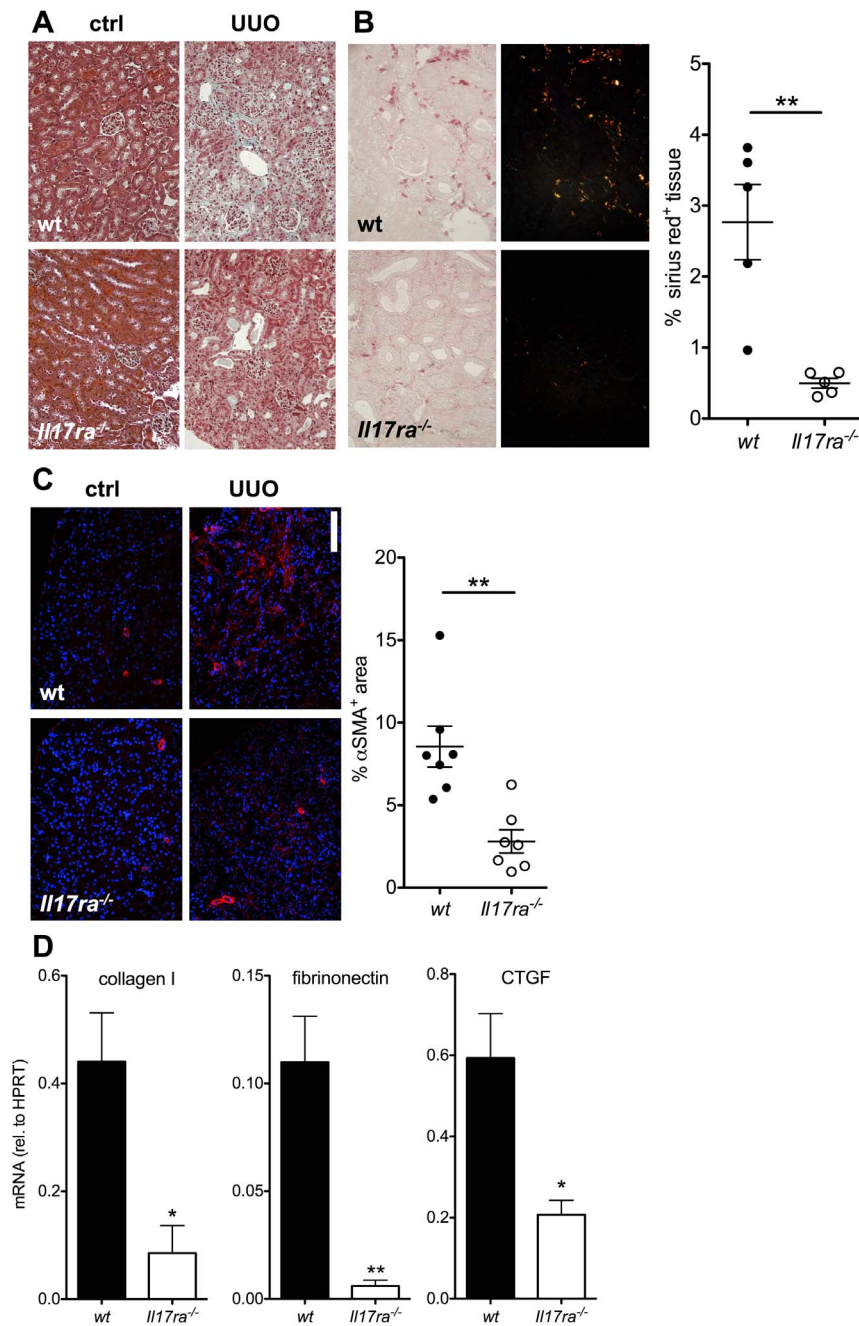 A
ctrl
UUO
wt
Il17ra-/-
B
wt
Il17ra-/-
% sirius red+ tissue
5
4
3
2
1
0
**
wt
Il17ra-/-
C
ctrl
UUO
wt
Il17ra-/-
% αSMA+ area
20
15
10
5
0
**
wt
Il17ra-/-
D
mRNA (rel. to HPRT)
collagen I
0.6
0.4
0.2
0.0
*
wt
Il17ra-/-
fibrinonectin
0.15
0.10
0.05
0.00
**
wt
Il17ra-/-
CTGF
0.8
0.6
0.4
0.2
0.0
*
wt
Il17ra-/-